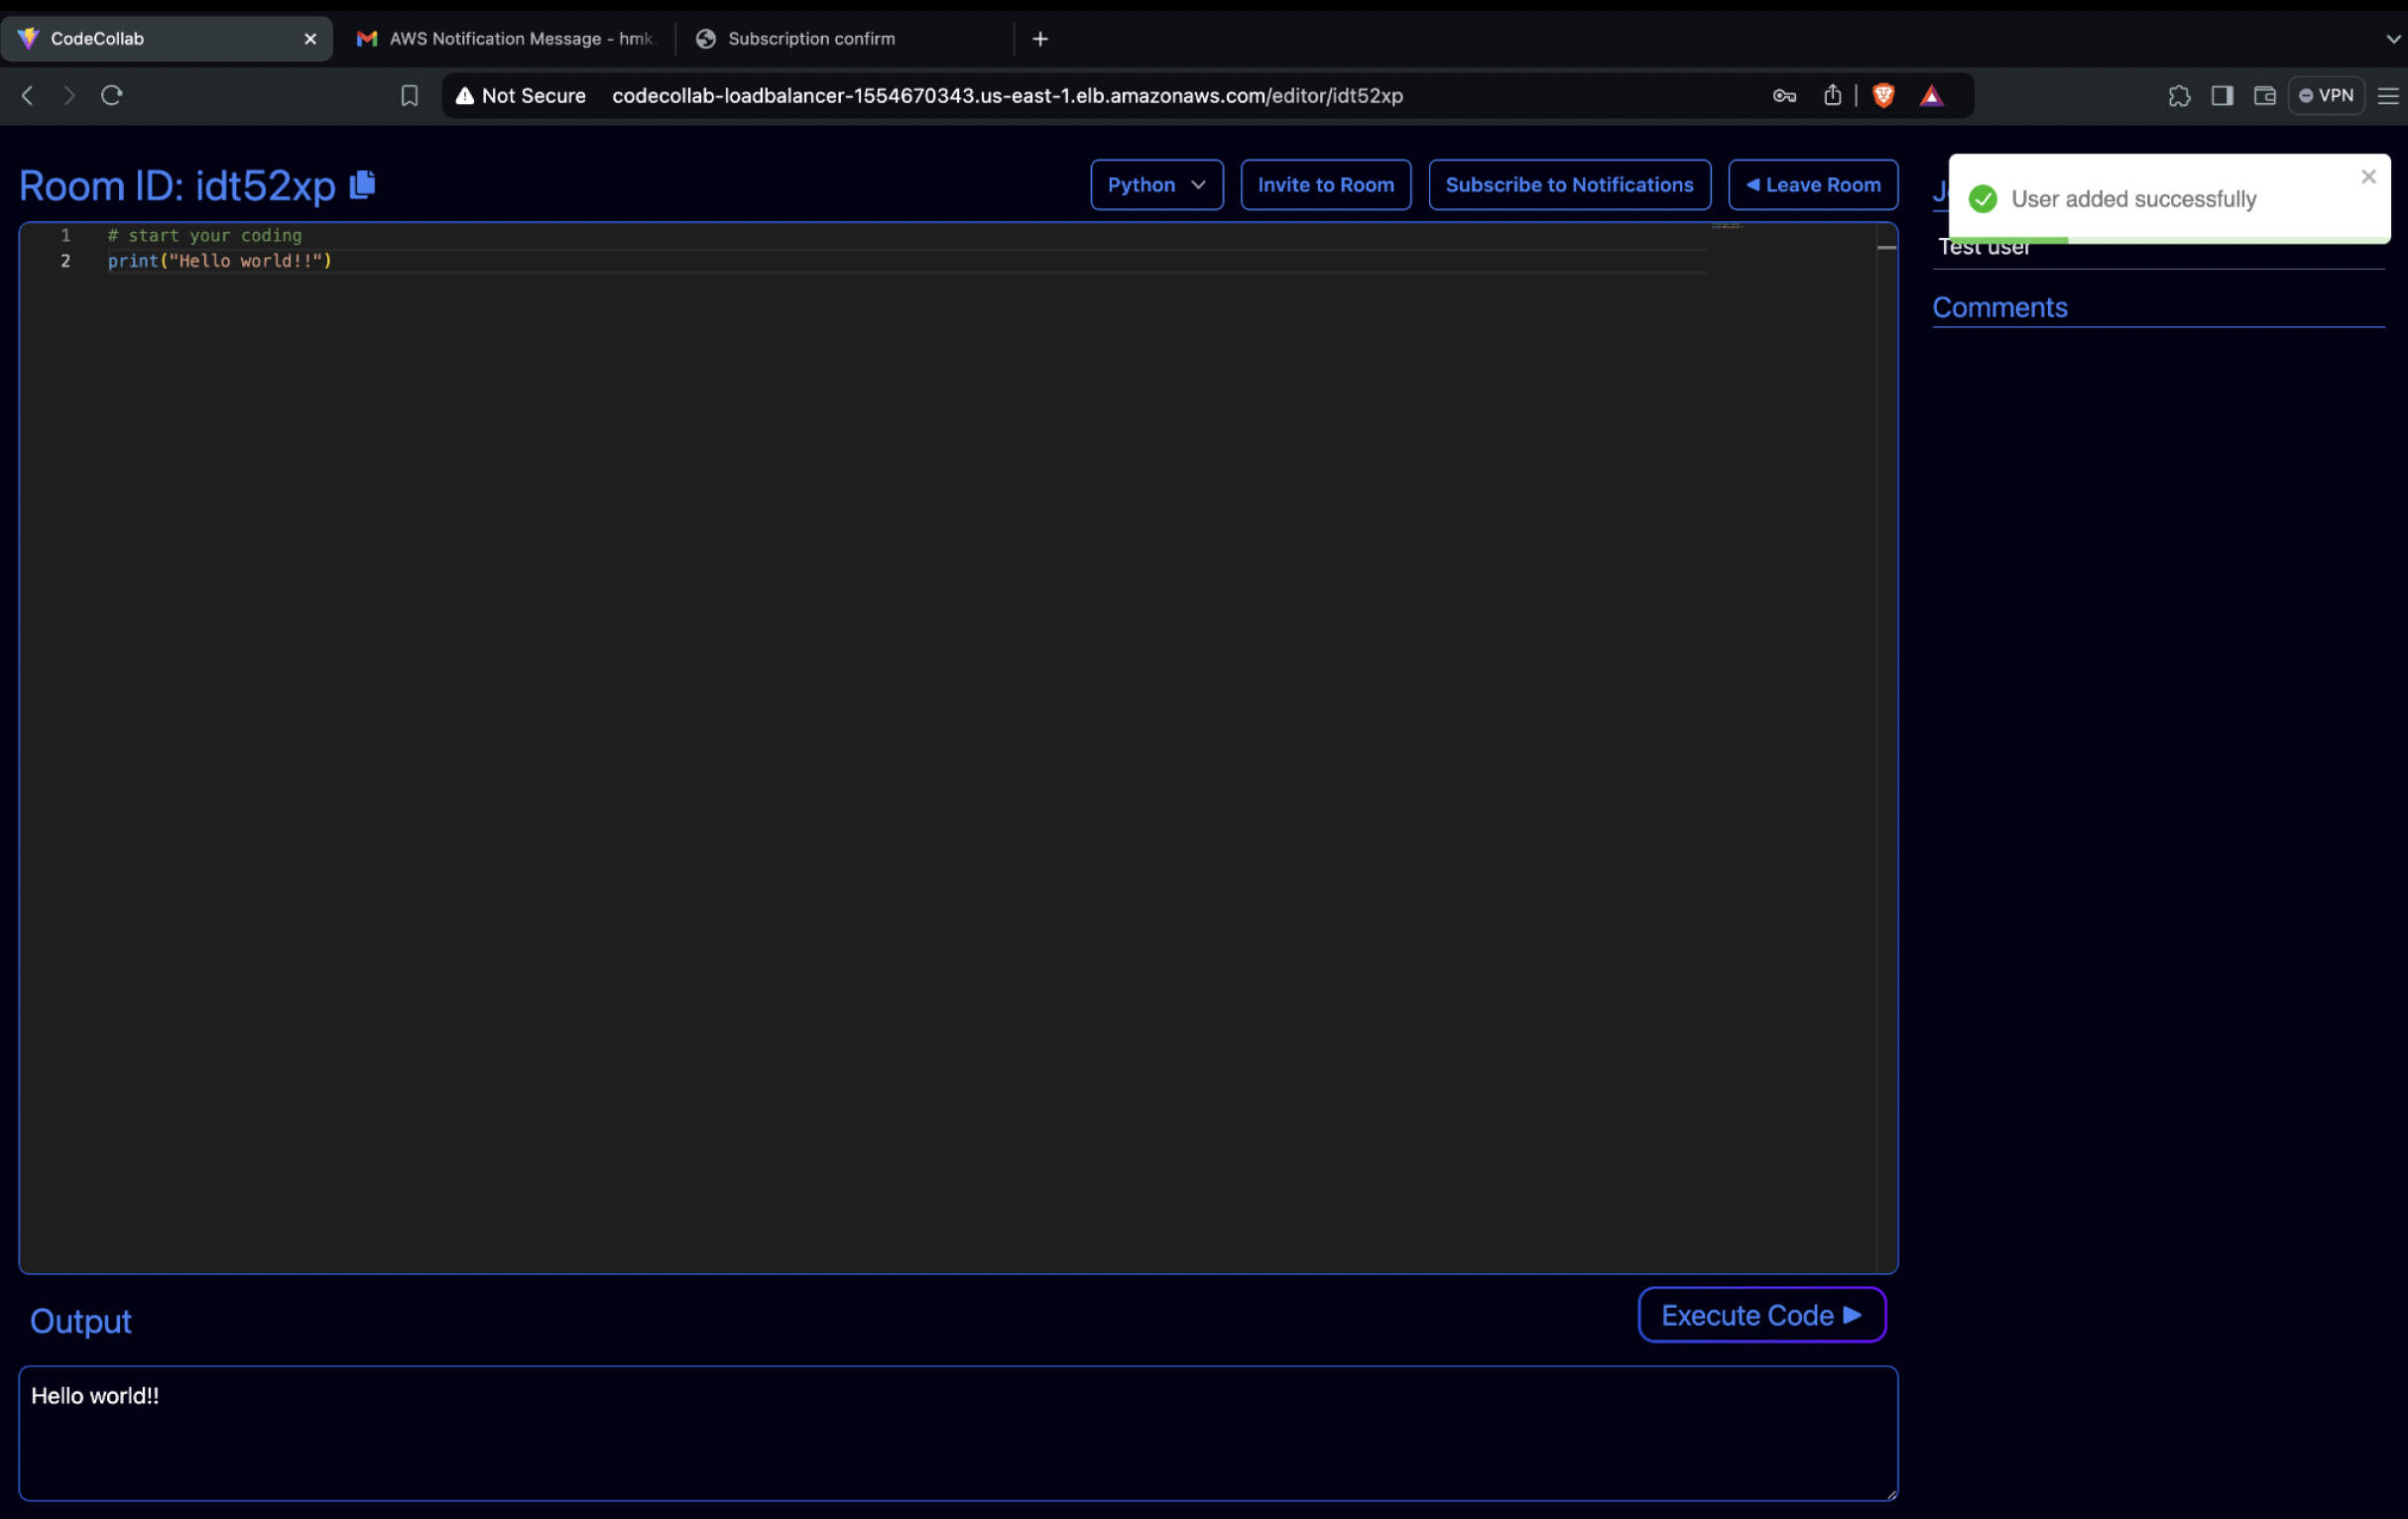 CodeCollab
AWS Notification Message - hmk
Subscription confirm
Not Secure codecollab-loadbalancer-1554670343.us-east-1.elb.amazonaws.com/editor/idt52xp
VPN
Room ID: idt52xp
Python
Invite to Room
Subscribe to Notifications
Leave Room
User added successfully
Test user
Comments
1 # start your coding
2 print("Hello world!!")
Output
Execute Code
Hello world!!